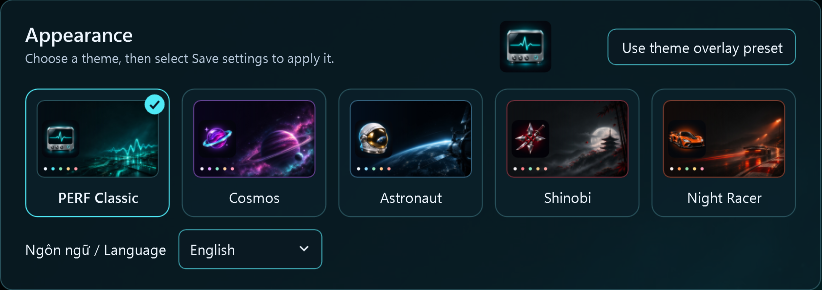 Appearance
Choose a theme, then select Save settings to apply it.
Use theme overlay preset
PERF Classic
Cosmos
Astronaut
Shinobi
Night Racer
Ngôn ngữ / Language
English